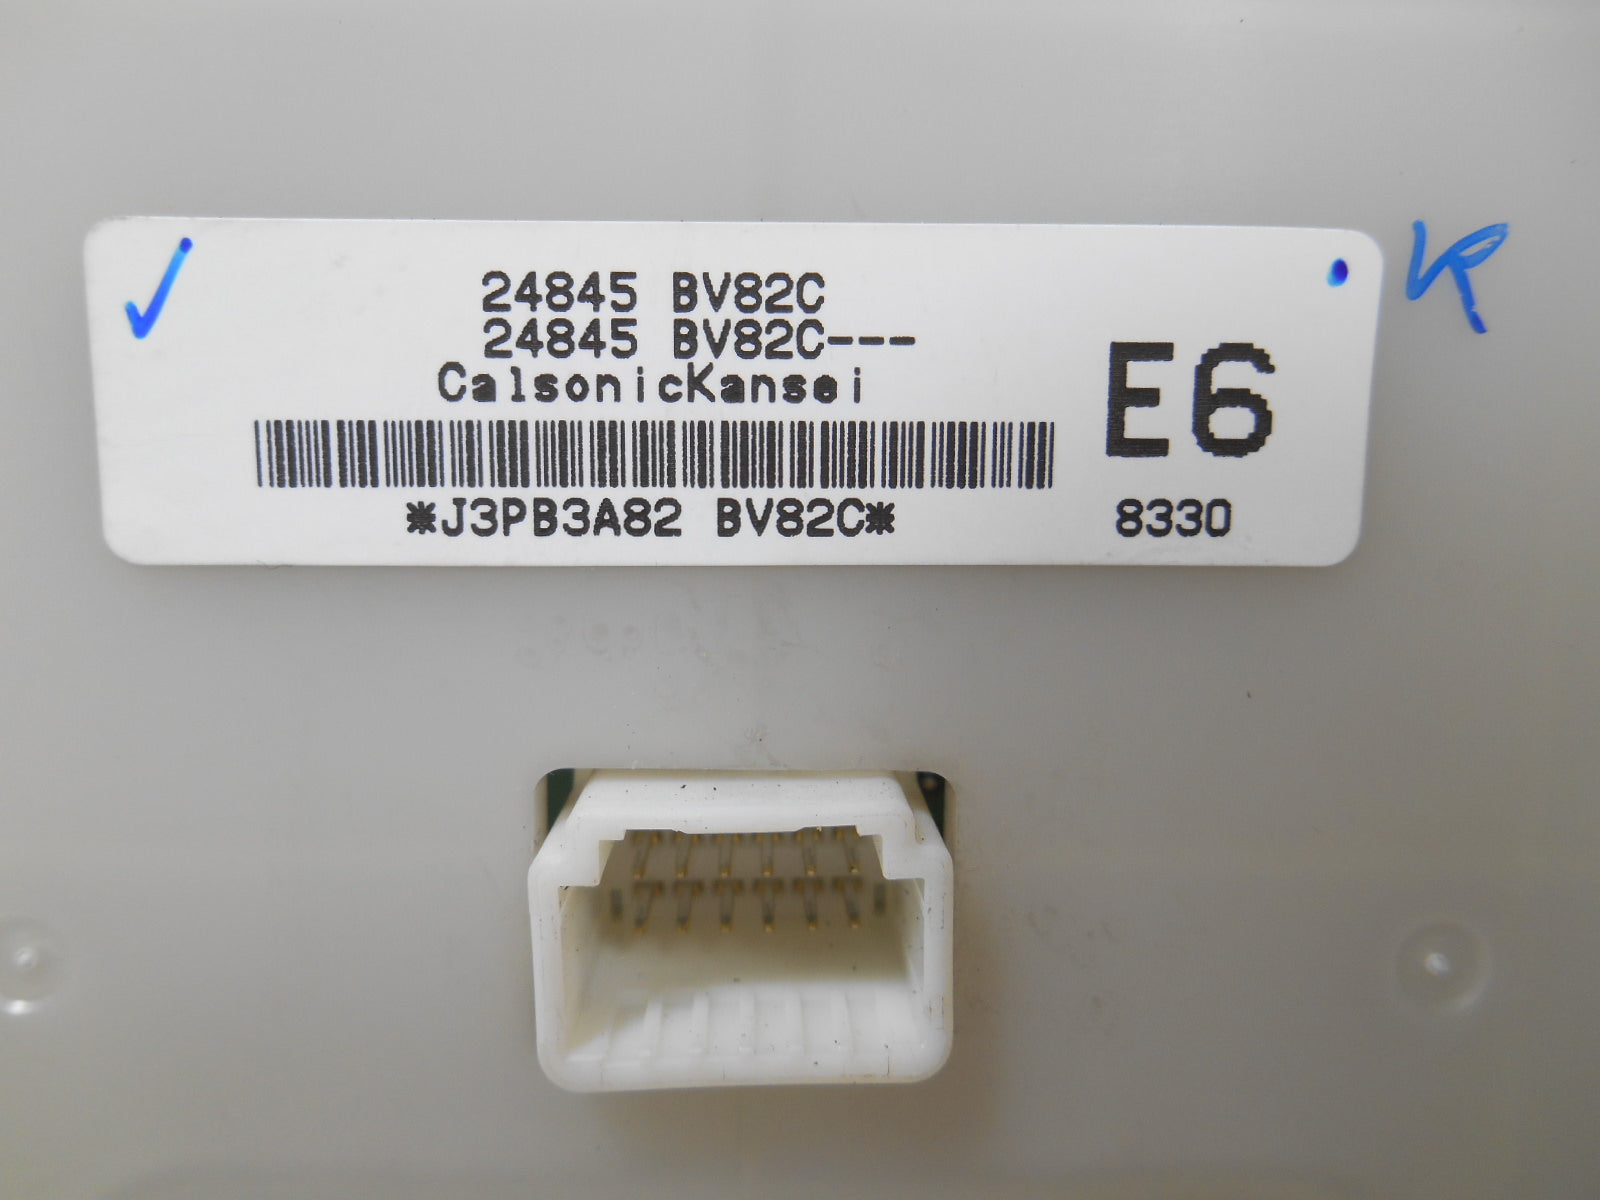 24845 BV82C
24845 BV82C---
CalsonicKansei
E6
*J3PB3A82 BV82C*
8330